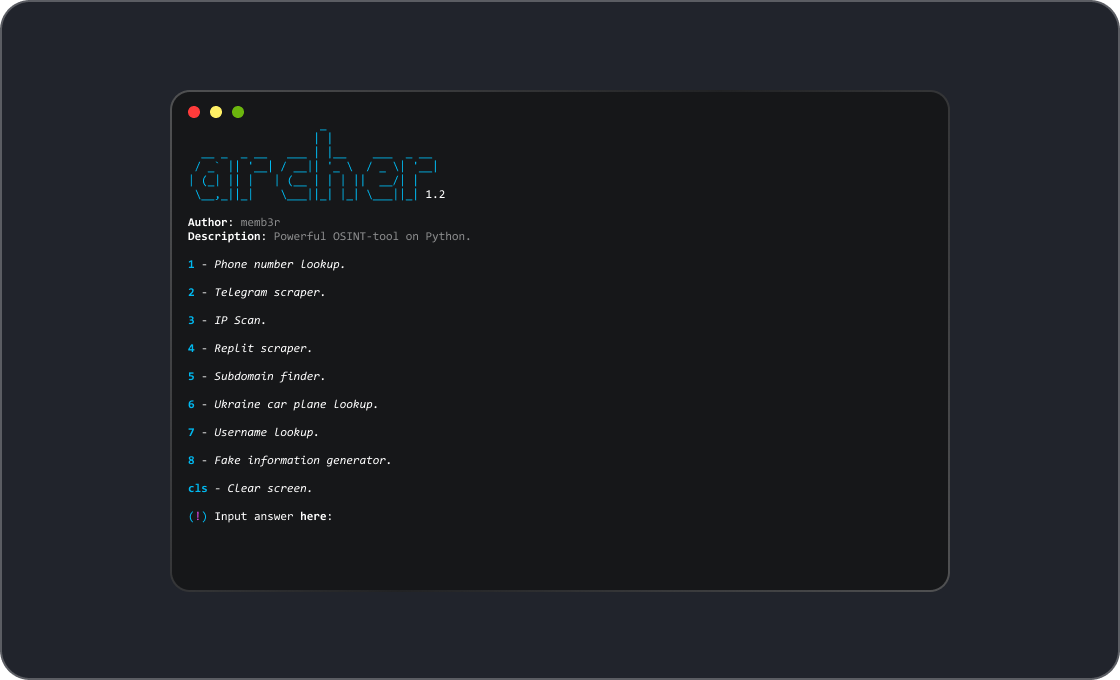 archer 1.2
Author: memb3r
Description: Powerful OSINT-tool on Python.
1 - Phone number lookup.
2 - Telegram scraper.
3 - IP Scan.
4 - Replit scraper.
5 - Subdomain finder.
6 - Ukraine car plane lookup.
7 - Username lookup.
8 - Fake information generator.
cls - Clear screen.
(!) Input answer here: